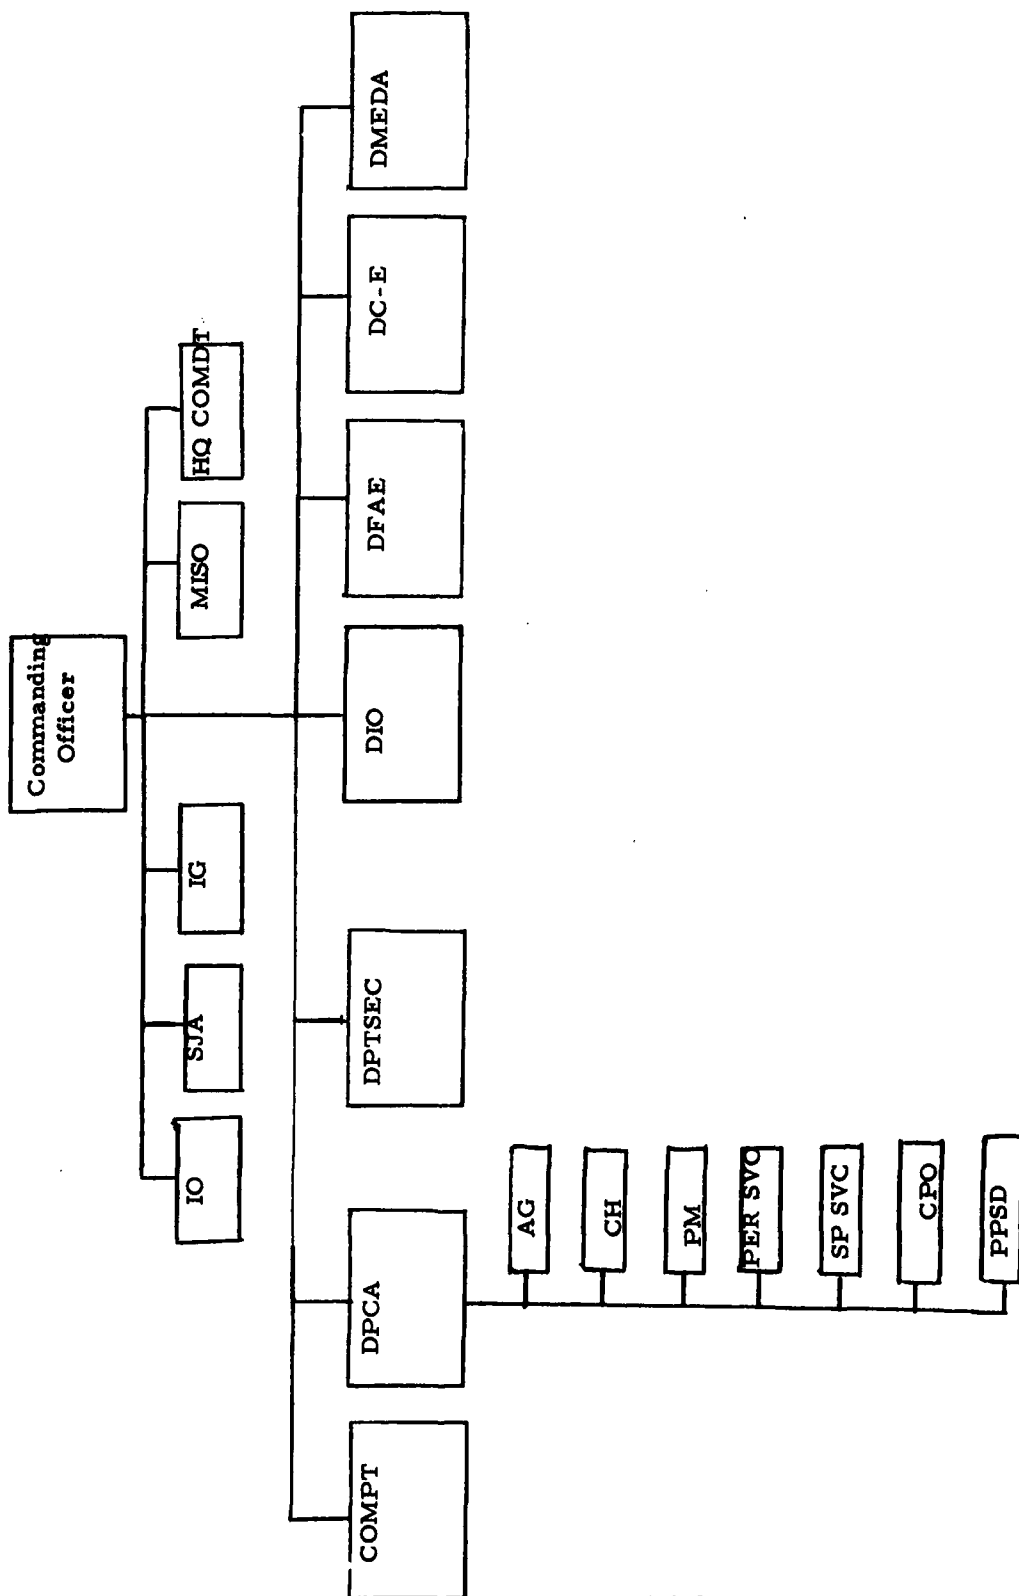 Commanding
Officer
IO
SJA
IG
MISO
HQ COMDT
COMPT
DPCA
DPTSEC
DIO
DFAE
DC-E
DMEDA
AG
CH
PM
PER SVC
SP SVC
CPO
PPSD